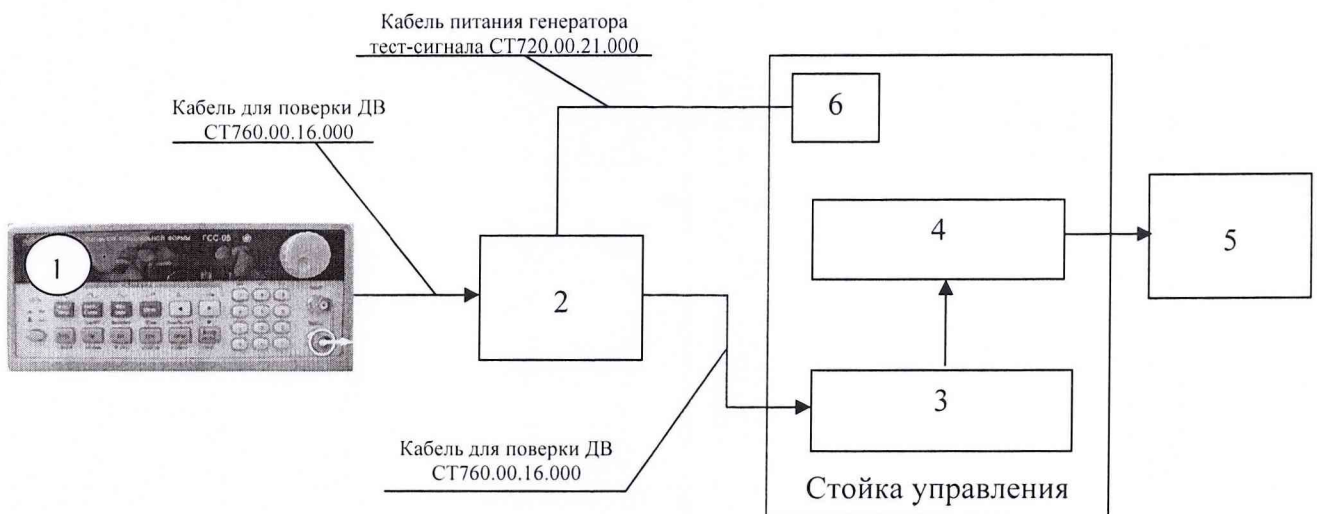 Кабель питания генератора
тест-сигнала СТ720.00.21.000
Кабель для поверки ДВ
СТ760.00.16.000
6
4
5
ФОРМЫ ГСС-05
1
2
3
Кабель для поверки ДВ
СТ760.00.16.000
Стойка управления